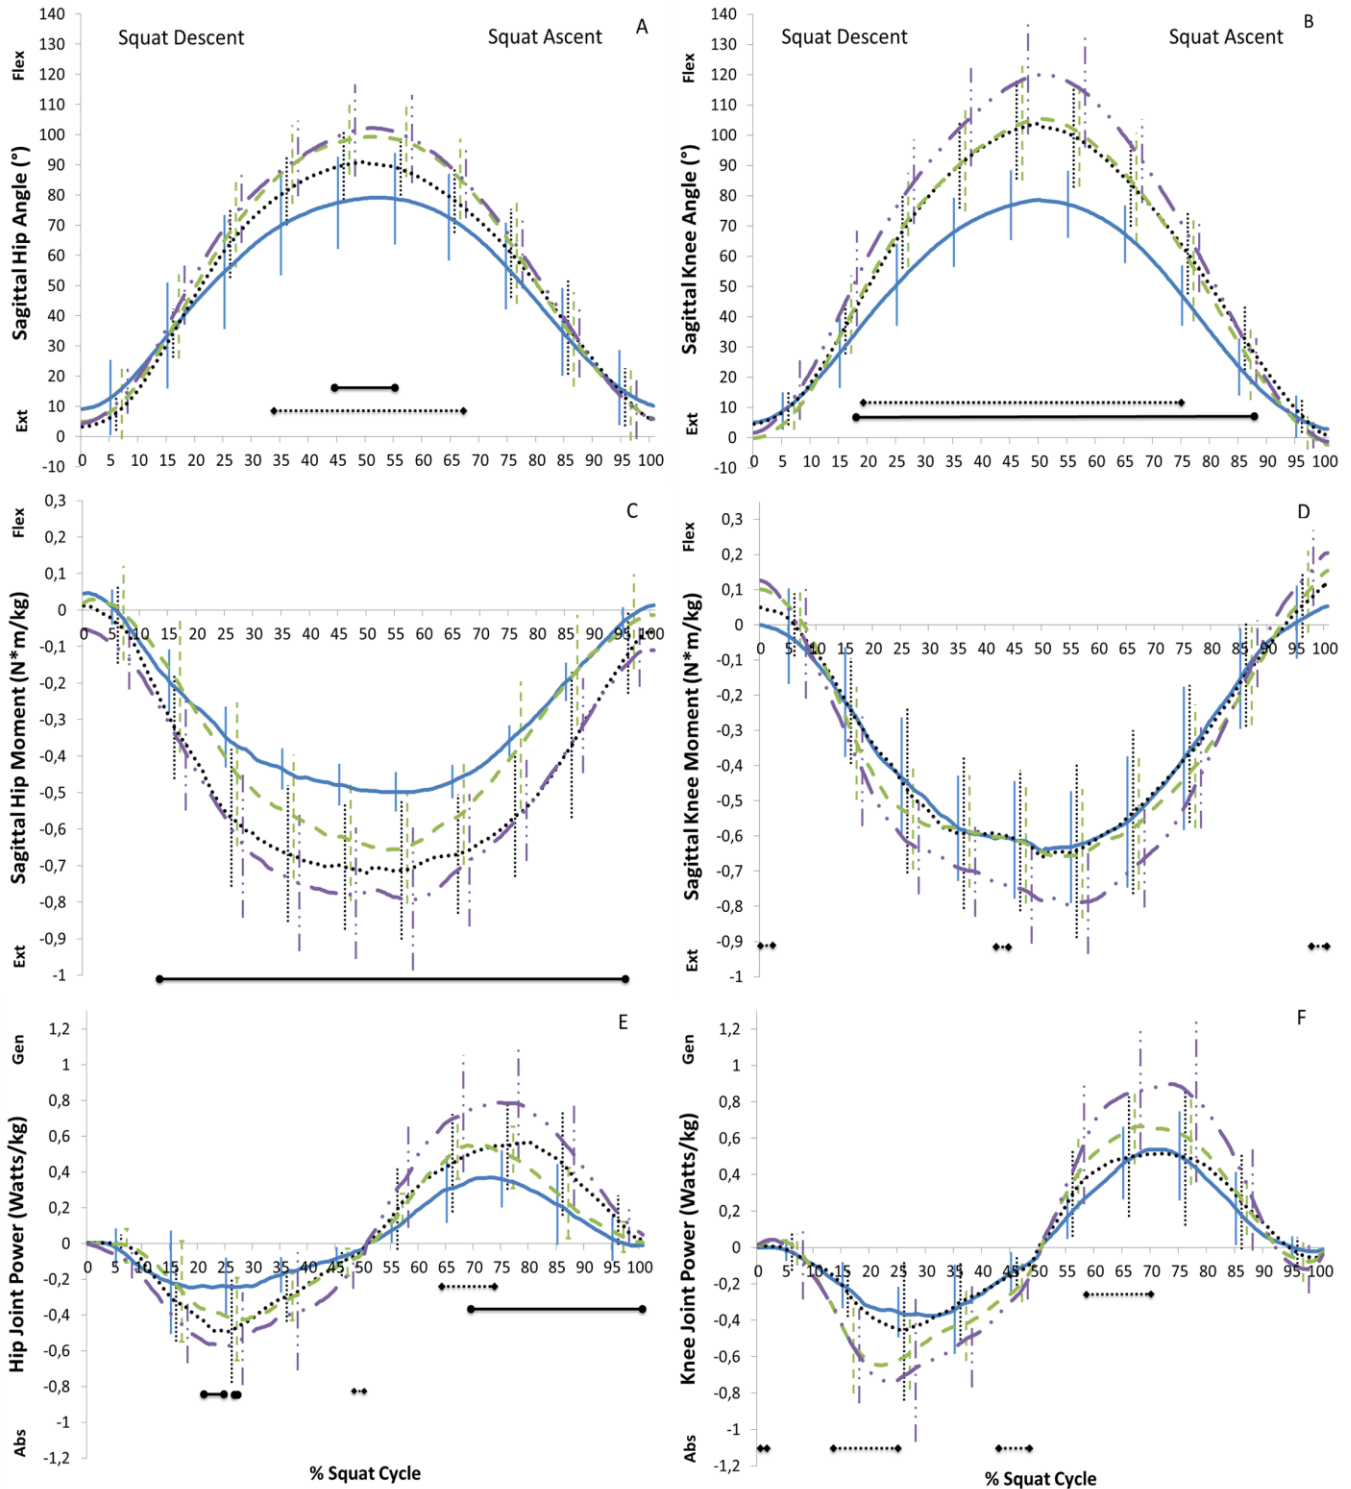 A
Squat Descent Squat Ascent
Flex
Sagittal Hip Angle (°)
Ext
140
130
120
110
100
90
80
70
60
50
40
30
20
10
0
-10
0 5 10 15 20 25 30 35 40 45 50 55 60 65 70 75 80 85 90 95 100
B
Squat Descent Squat Ascent
Flex
Sagittal Knee Angle (°)
Ext
140
130
120
110
100
90
80
70
60
50
40
30
20
10
0
-10
0 5 10 15 20 25 30 35 40 45 50 55 60 65 70 75 80 85 90 95 100
C
Flex
Sagittal Hip Moment (N*m/kg)
Ext
0,3
0,2
0,1
0
-0,1
-0,2
-0,3
-0,4
-0,5
-0,6
-0,7
-0,8
-0,9
-1
0 5 10 15 20 25 30 35 40 45 50 55 60 65 70 75 80 85 90 95 100
D
Flex
Sagittal Knee Moment (N*m/kg)
Ext
0,3
0,2
0,1
0
-0,1
-0,2
-0,3
-0,4
-0,5
-0,6
-0,7
-0,8
-0,9
-1
0 5 10 15 20 25 30 35 40 45 50 55 60 65 70 75 80 85 90 95 100
E
Gen
Hip Joint Power (Watts/kg)
Abs
1,2
1
0,8
0,6
0,4
0,2
0
-0,2
-0,4
-0,6
-0,8
-1
-1,2
0 5 10 15 20 25 30 35 40 45 50 55 60 65 70 75 80 85 90 95 100
% Squat Cycle
F
Gen
Knee Joint Power (Watts/kg)
Abs
1,2
1
0,8
0,6
0,4
0,2
0
-0,2
-0,4
-0,6
-0,8
-1
-1,2
0 5 10 15 20 25 30 35 40 45 50 55 60 65 70 75 80 85 90 95 100
% Squat Cycle